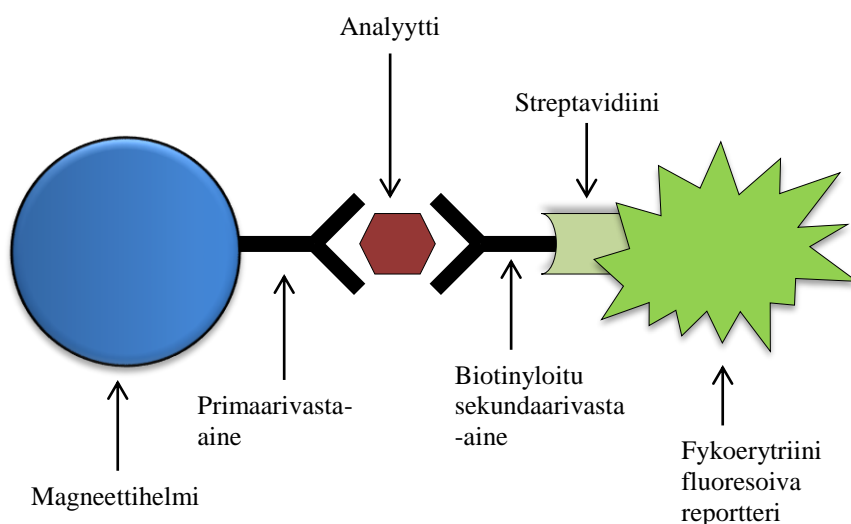 Analyytti
Streptavidiini
Primaarivasta-
aine
Biotinyloitu
sekundaarivasta
-aine
Magneettihelmi
Fykoerytriini
fluoresoiva
reportteri